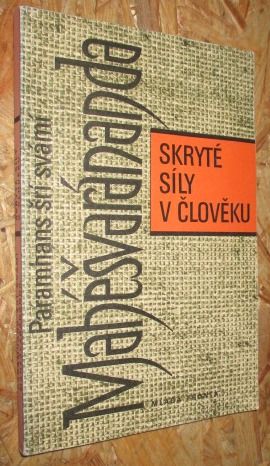 Paramhans Šrí svámí
Mahéšvaránanda
SKRYTÉ
SÍLY
V ČLOVĚKU